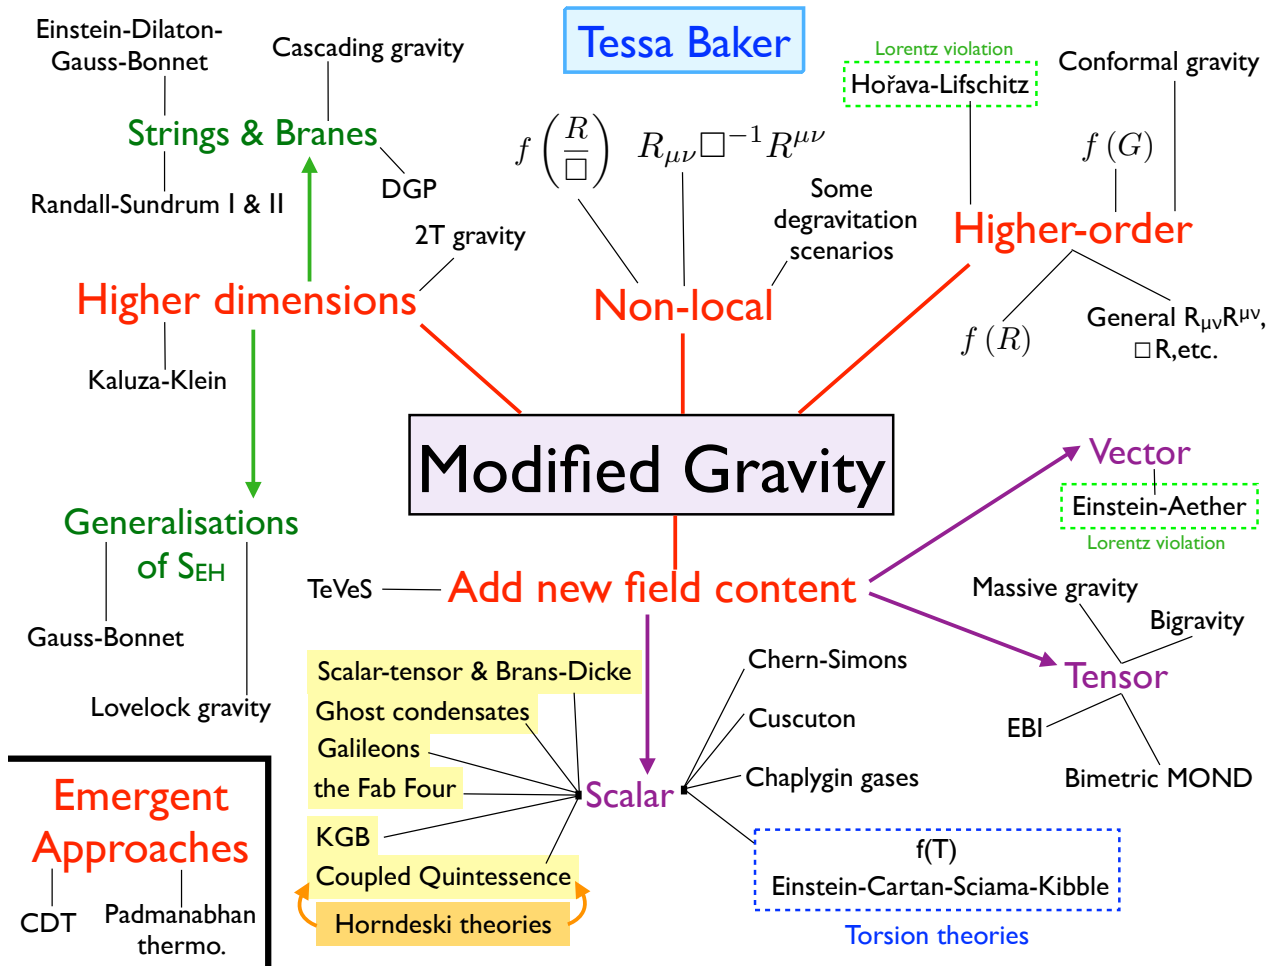 Tessa Baker
Einstein-Dilaton-
Gauss-Bonnet
Cascading gravity
Strings & Branes
Randall-Sundrum I & II
DGP
2T gravity
Higher dimensions
Kaluza-Klein
Generalisations
of S_EH
Gauss-Bonnet
Lovelock gravity
f(R/□)
R_μν□⁻¹R^μν
Some
degravitation
scenarios
Non-local
Lorentz violation
Hořava-Lifschitz
Conformal gravity
f (G)
Higher-order
f (R)
General R_μνR^μν,
□R,etc.
Modified Gravity
Vector
Einstein-Aether
Lorentz violation
TeVeS
Add new field content
Massive gravity
Bigravity
Tensor
EBI
Bimetric MOND
Scalar-tensor & Brans-Dicke
Ghost condensates
Galileons
the Fab Four
KGB
Coupled Quintessence
Horndeski theories
Scalar
Chern-Simons
Cuscuton
Chaplygin gases
f(T)
Einstein-Cartan-Sciama-Kibble
Torsion theories
Emergent
Approaches
CDT
Padmanabhan
thermo.